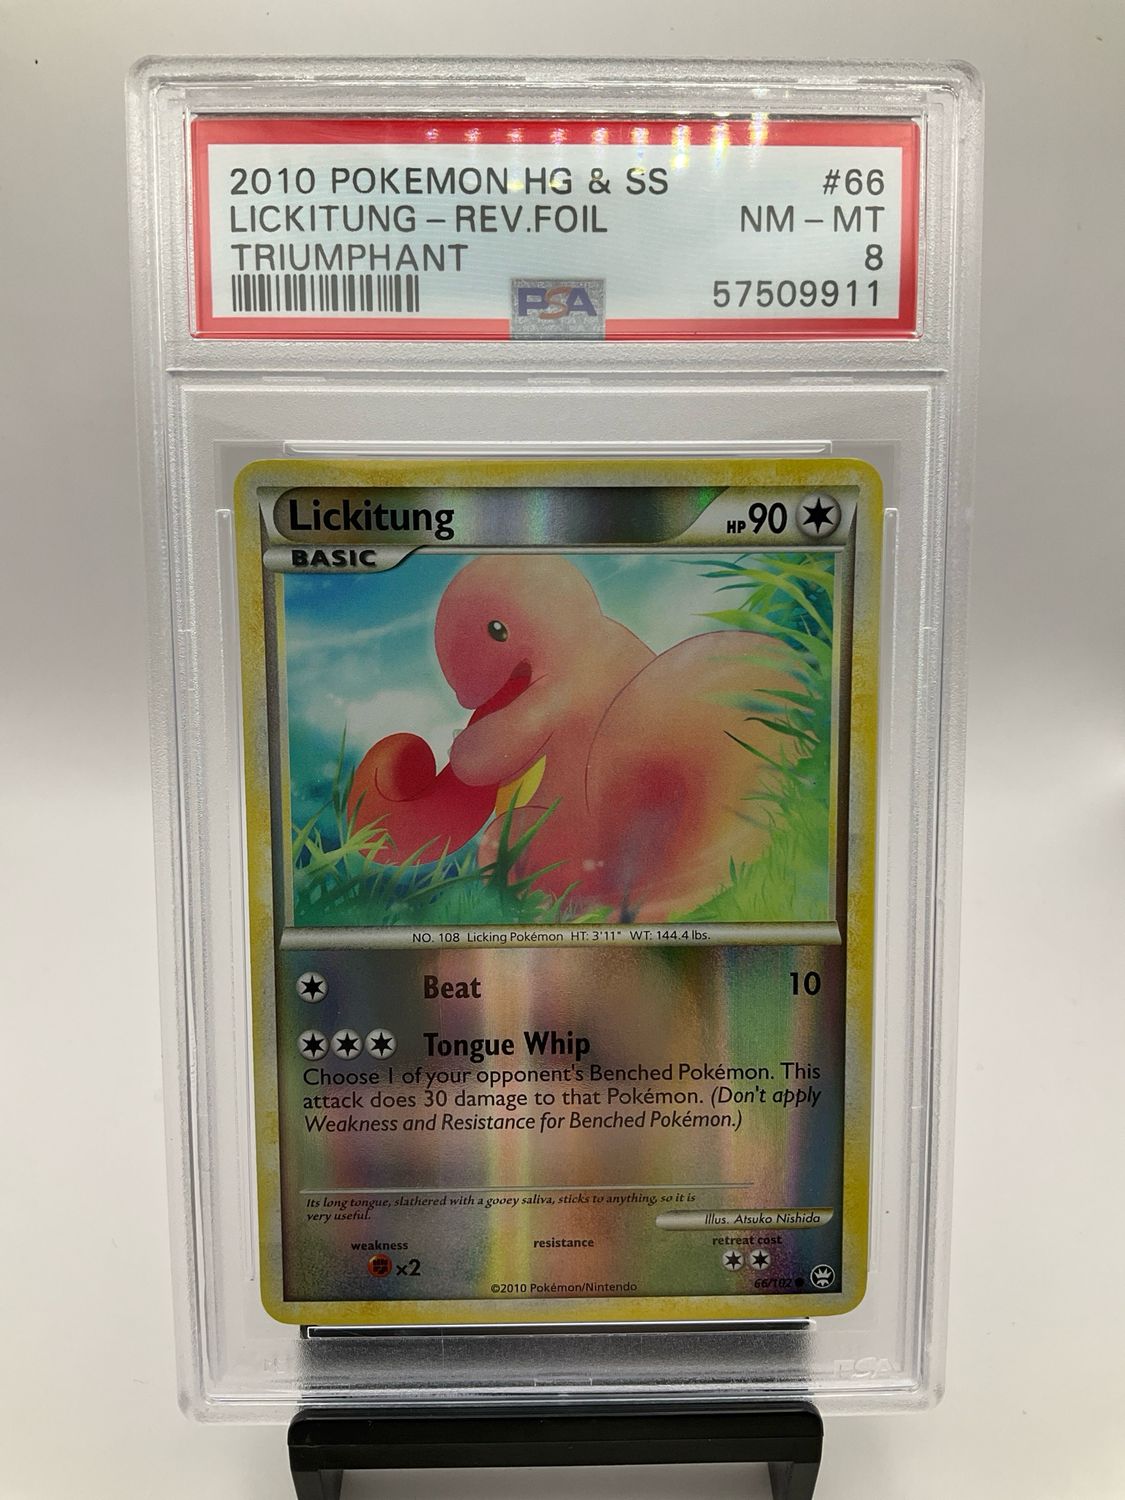 2010 POKEMON HG & SS #66
LICKITUNG - REV.FOIL NM - MT
TRIUMPHANT 8
57509911
PSA
Lickitung HP 90
BASIC
NO. 108 Licking Pokémon HT: 3'11" WT: 144.4 lbs.
Beat 10
Tongue Whip
Choose 1 of your opponent's Benched Pokémon. This
attack does 30 damage to that Pokémon. (Don't apply
Weakness and Resistance for Benched Pokémon.)
Its long tongue, slathered with a gooey saliva, sticks to anything, so it is
very useful.
Illus. Atsuko Nishida
weakness resistance retreat cost
x2
©2010 Pokémon/Nintendo 66/102
PSA